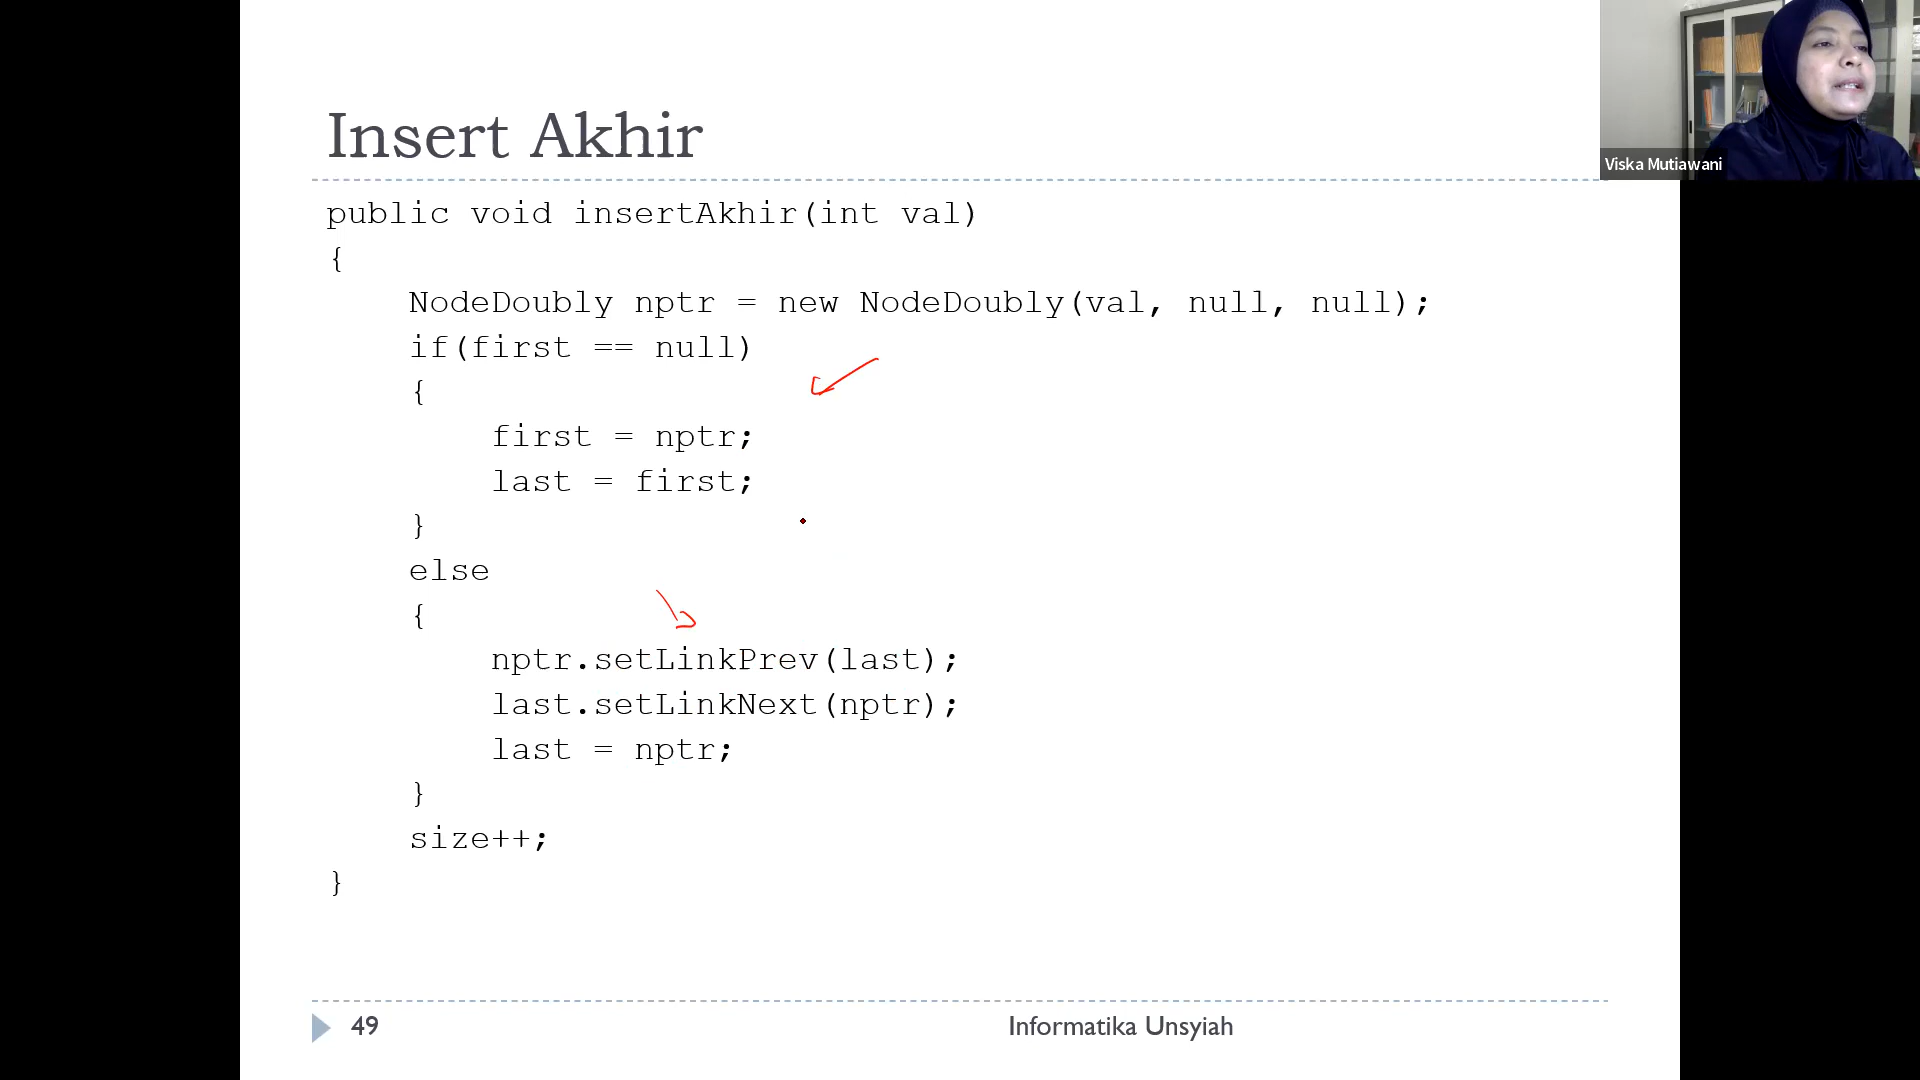 Insert Akhir
Viska Mutiawani
public void insertAkhir(int val)
{
NodeDoubly nptr = new NodeDoubly(val, null, null);
if(first == null)
{
first = nptr;
last = first;
}
else
{
nptr.setLinkPrev(last);
last.setLinkNext(nptr);
last = nptr;
}
size++;
}
49
Informatika Unsyiah